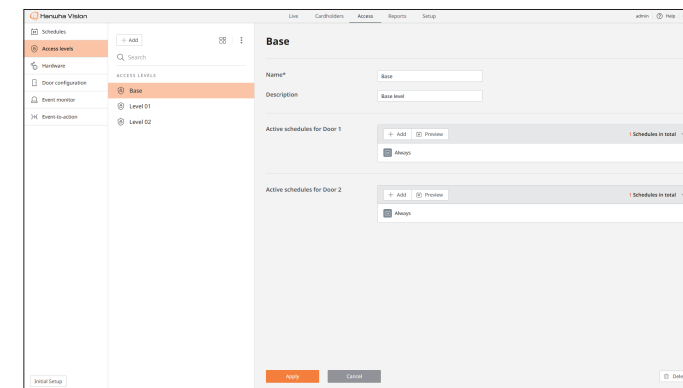 Hanwha Vision
Live Cardholders Access Reports Setup
admin Help
Schedules
Access levels
Hardware
Door configuration
Event monitor
Event-to-action
Initial Setup
+ Add
Search
ACCESS LEVELS
Base
Level 01
Level 02
Base
Name* Base
Description Base level
Active schedules for Door 1 + Add Preview 1 Schedules in total
Always
Active schedules for Door 2 + Add Preview 1 Schedules in total
Always
Apply Cancel Dele